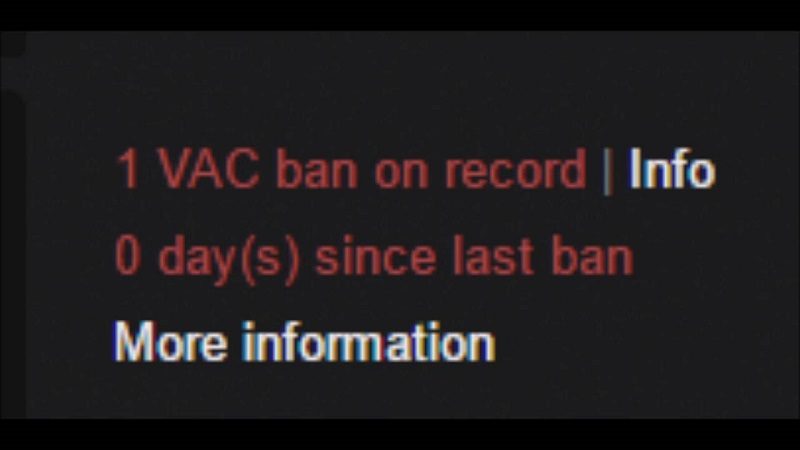 1 VAC ban on record | Info
0 day(s) since last ban
More information